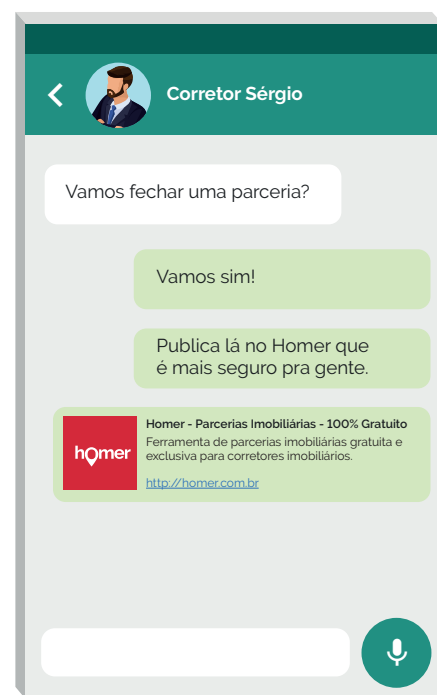 Corretor Sérgio
Vamos fechar uma parceria?
Vamos sim!
Publica lá no Homer que
é mais seguro pra gente.
homer
Homer - Parcerias Imobiliárias - 100% Gratuito
Ferramenta de parcerias imobiliárias gratuita e
exclusiva para corretores imobiliários.
http://homer.com.br